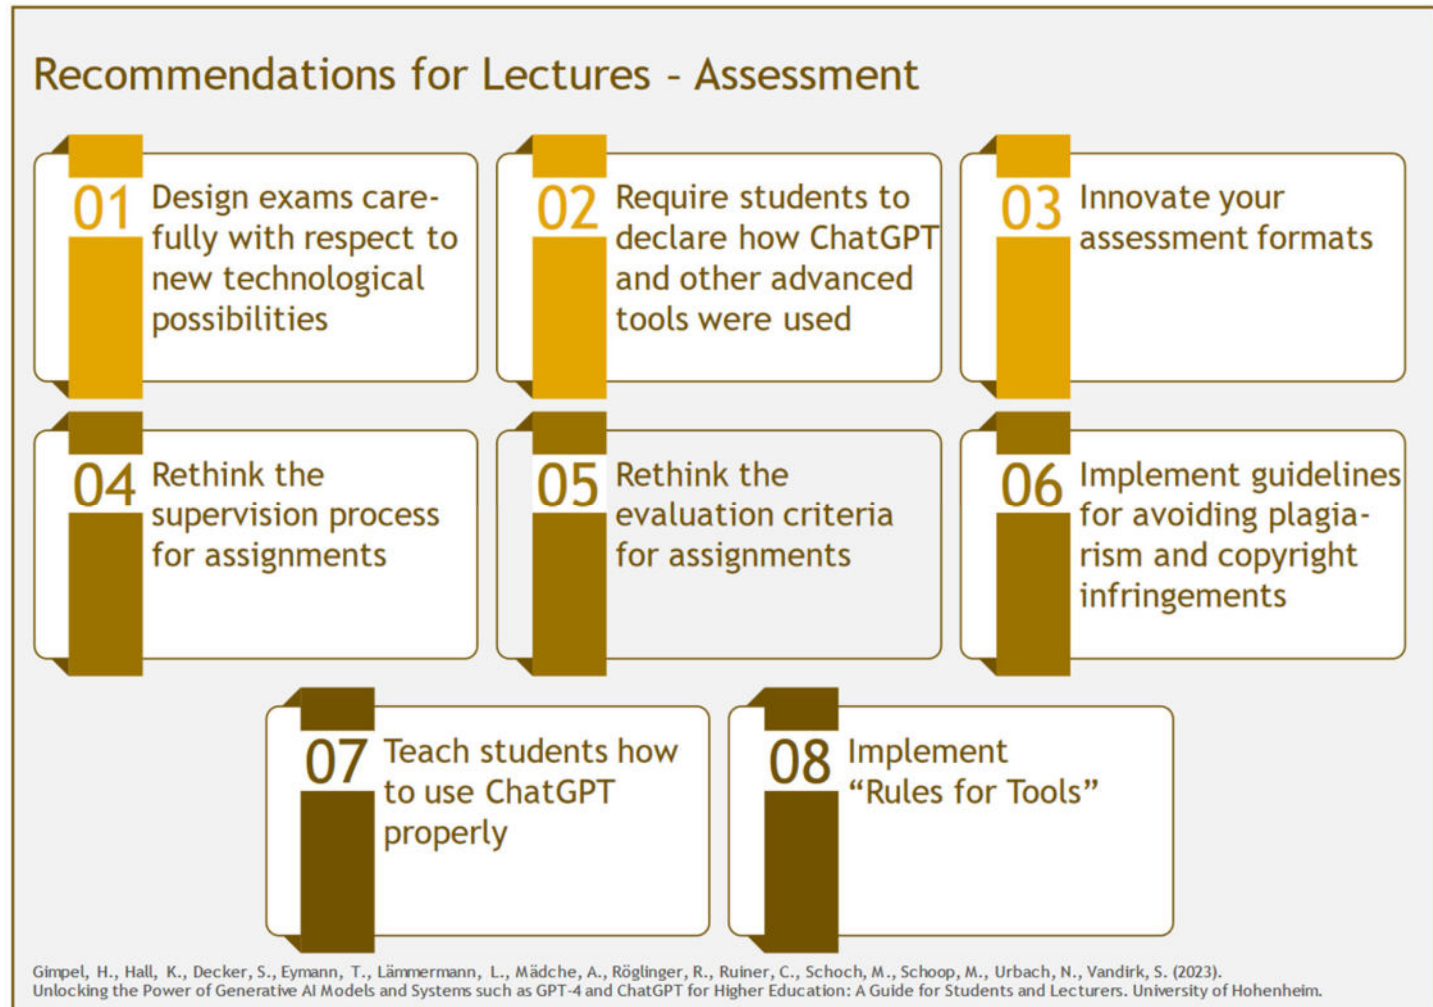 Recommendations for Lectures – Assessment
01
Design exams care-
fully with respect to
new technological
possibilities
02
Require students to
declare how ChatGPT
and other advanced
tools were used
03
Innovate your
assessment formats
04
Rethink the
supervision process
for assignments
05
Rethink the
evaluation criteria
for assignments
06
Implement guidelines
for avoiding plagia-
rism and copyright
infringements
07
Teach students how
to use ChatGPT
properly
08
Implement
“Rules for Tools”
Gimpel, H., Hall, K., Decker, S., Eymann, T., Lämmermann, L., Mädche, A., Röglinger, R., Ruiner, C., Schoch, M., Schoop, M., Urbach, N., Vandirk, S. (2023).
Unlocking the Power of Generative AI Models and Systems such as GPT-4 and ChatGPT for Higher Education: A Guide for Students and Lecturers. University of Hohenheim.